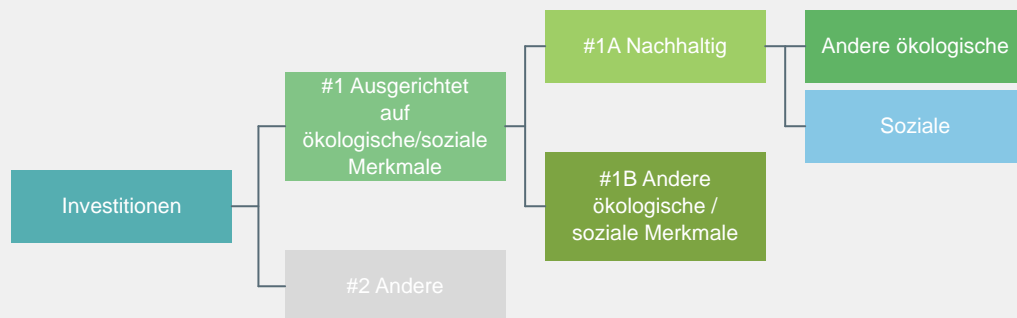 Investitionen
#1 Ausgerichtet
auf
ökologische/soziale
Merkmale
#2 Andere
#1A Nachhaltig
#1B Andere
ökologische /
soziale Merkmale
Andere ökologische
Soziale